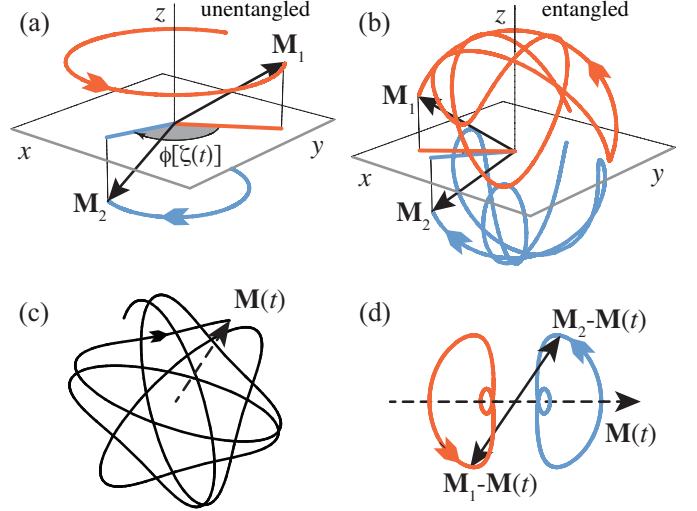 (a)
z
unentangled
M₁
x
y
ϕ[ζ(t)]
M₂
(b)
z
entangled
M₁
x
y
M₂
(c)
M(t)
(d)
M₂-M(t)
M(t)
M₁-M(t)